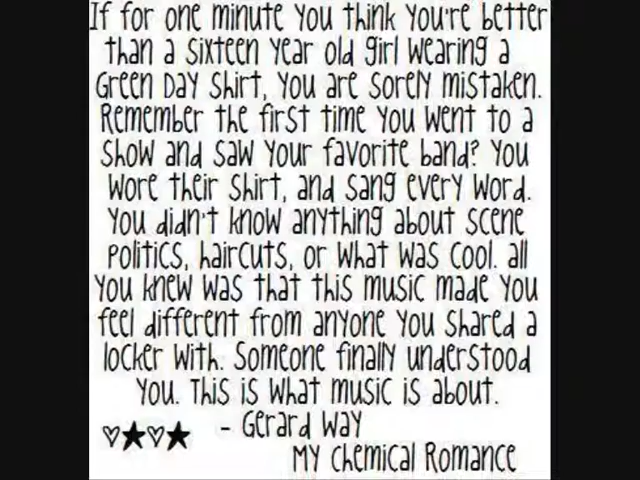 If for one minute you think you're better
than a sixteen year old girl wearing a
Green Day shirt, you are sorely mistaken.
Remember the first time you went to a
show and saw your favorite band? You
wore their shirt, and sang every word.
You didn't know anything about scene
politics, haircuts, or what was cool. all
you knew was that this music made you
feel different from anyone you shared a
locker with. Someone finally understood
you. This is what music is about.
- Gerard Way
My Chemical Romance